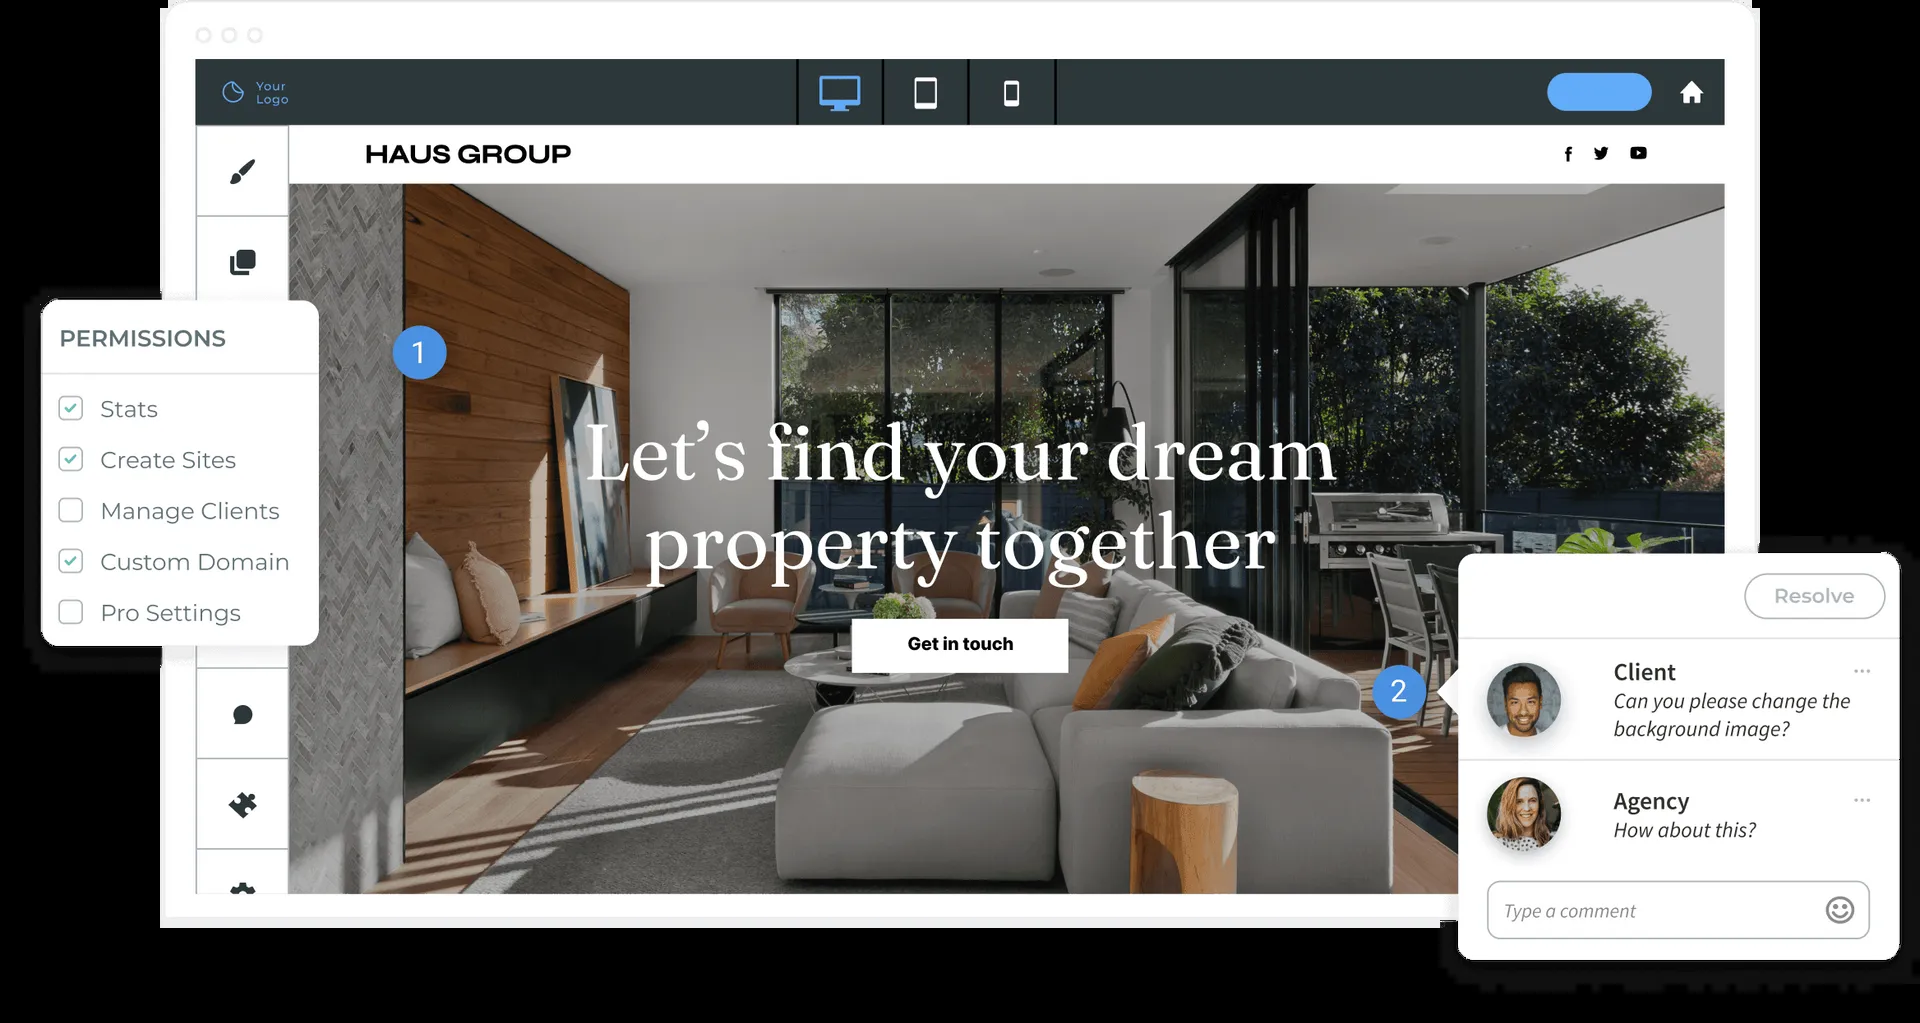 Your
Logo
HAUS GROUP
PERMISSIONS
Stats
Create Sites
Manage Clients
Custom Domain
Pro Settings
1
Let’s find your dream
property together
Get in touch
2
Resolve
Client
Can you please change the
background image?
Agency
How about this?
Type a comment